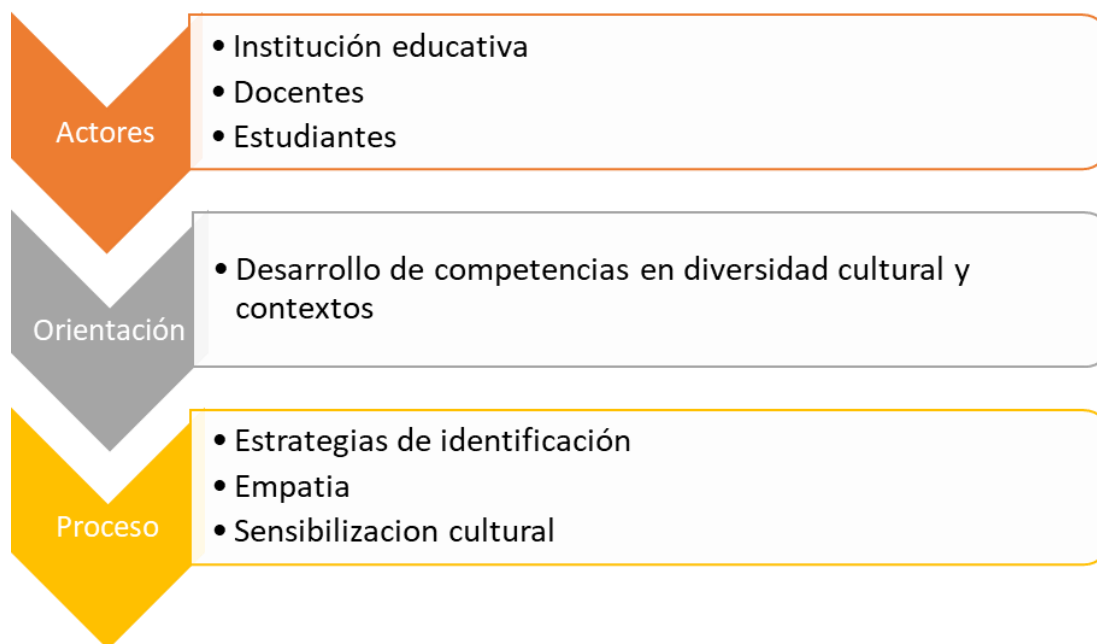 Actores
• Institución educativa
• Docentes
• Estudiantes
Orientación
• Desarrollo de competencias en diversidad cultural y
contextos
Proceso
• Estrategias de identificación
• Empatia
• Sensibilizacion cultural